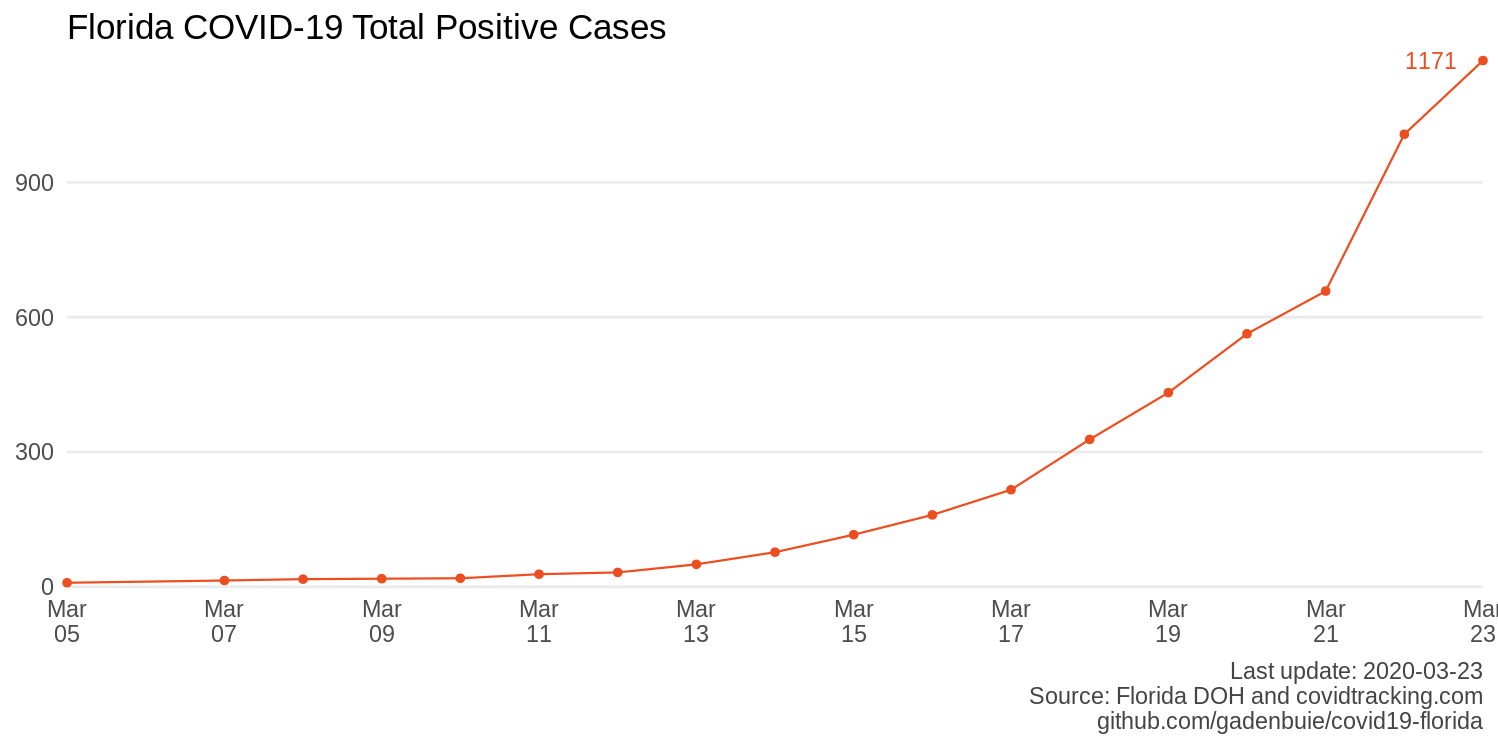 Florida COVID-19 Total Positive Cases
1171
900
600
300
0
Mar 05
Mar 07
Mar 09
Mar 11
Mar 13
Mar 15
Mar 17
Mar 19
Mar 21
Mar 23
Last update: 2020-03-23
Source: Florida DOH and covidtracking.com
github.com/gadenbuie/covid19-florida